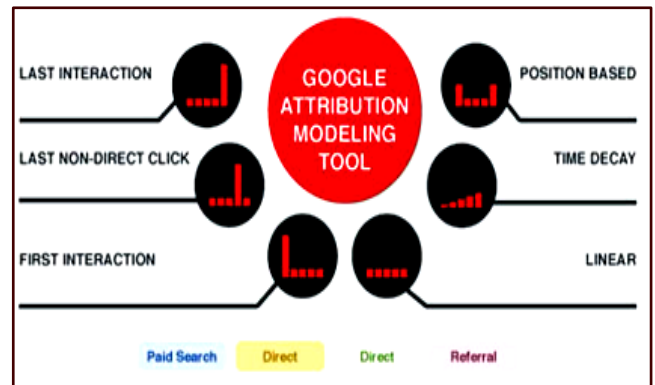 GOOGLE
ATTRIBUTION
MODELING
TOOL
LAST INTERACTION
LAST NON-DIRECT CLICK
FIRST INTERACTION
POSITION BASED
TIME DECAY
LINEAR
Paid Search Direct Direct Referral